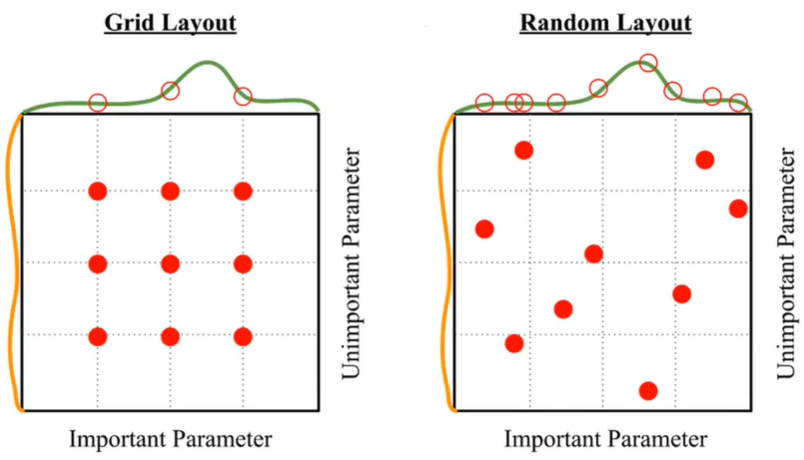 Grid Layout
Random Layout
Unimportant Parameter
Unimportant Parameter
Important Parameter
Important Parameter